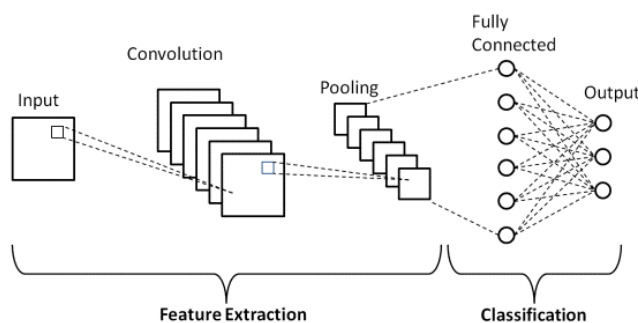 Input
Convolution
Pooling
Fully
Connected
Output
Feature Extraction
Classification